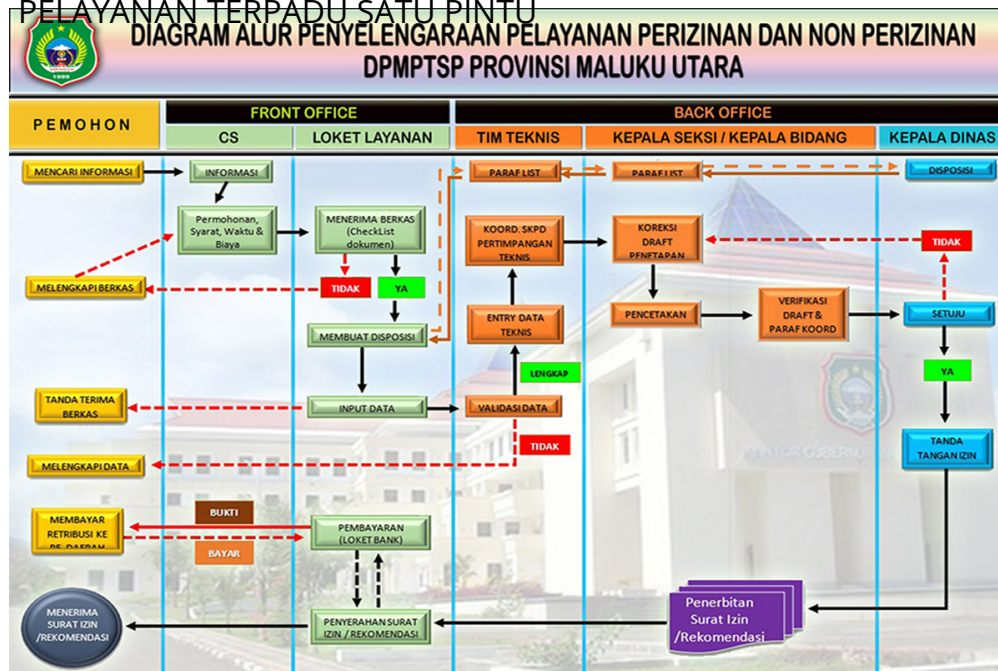 PELAYANAN TERPADU SATU PINTU
DIAGRAM ALUR PENYELENGARAAN PELAYANAN PERIZINAN DAN NON PERIZINAN
DPMPTSP PROVINSI MALUKU UTARA
1999
PEMOHON
FRONT OFFICE
BACK OFFICE
CS
LOKET LAYANAN
TIM TEKNIS
KEPALA SEKSI / KEPALA BIDANG
KEPALA DINAS
MENCARI INFORMASI
INFORMASI
PARAF LIST
PARAF LIST
DISPOSISI
Permohonan,
Syarat, Waktu &
Biaya
MENERIMA BERKAS
(CheckList
dokumen)
KOORD. SKPD
PERTIMPANGAN
TEKNIS
KOREKSI
DRAFT
PENETAPAN
TIDAK
MELENGKAPI BERKAS
TIDAK
YA
MEMBUAT DISPOSISI
ENTRY DATA
TEKNIS
PENCETAKAN
VERIFIKASI
DRAFT &
PARAF KOORD
SETUJU
LENGKAP
YA
TANDA TERIMA
BERKAS
INPUT DATA
VALIDASI DATA
TIDAK
TANDA
TANGAN IZIN
MELENGKAPI DATA
MEMBAYAR
RETRIBUSI KE
BUKTI
BAYAR
PEMBAYARAN
(LOKET BANK)
MENERIMA
SURAT IZIN
/REKOMENDASI
PENYERAHAN SURAT
IZIN / REKOMENDASI
Penerbitan
Surat Izin
/Rekomendasi